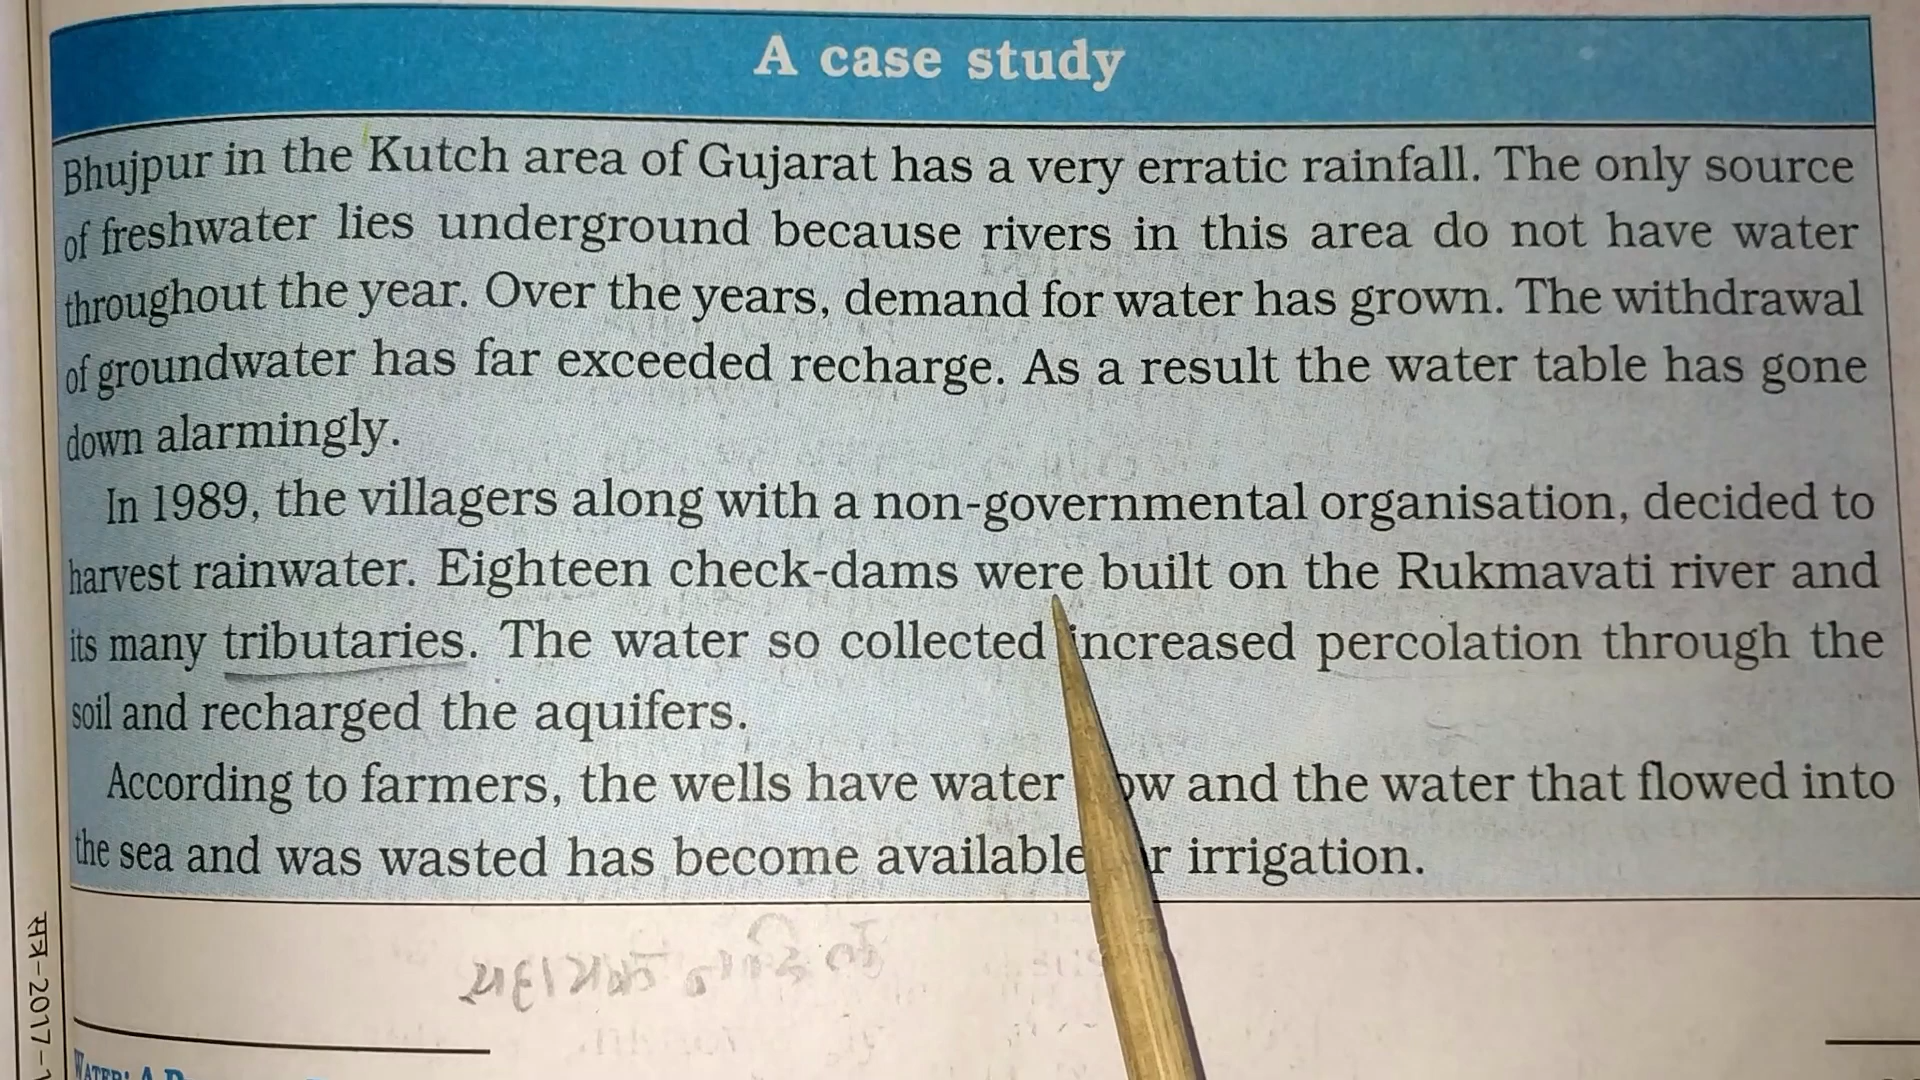 A case study
Bhujpur in the Kutch area of Gujarat has a very erratic rainfall. The only source
of freshwater lies underground because rivers in this area do not have water
throughout the year. Over the years, demand for water has grown. The withdrawal
of groundwater has far exceeded recharge. As a result the water table has gone
down alarmingly.
In 1989, the villagers along with a non-governmental organisation, decided to
harvest rainwater. Eighteen check-dams were built on the Rukmavati river and
its many tributaries. The water so collected increased percolation through the
soil and recharged the aquifers.
According to farmers, the wells have water ow and the water that flowed into
the sea and was wasted has become available r irrigation.
सत्र-2017-1
WATER: A